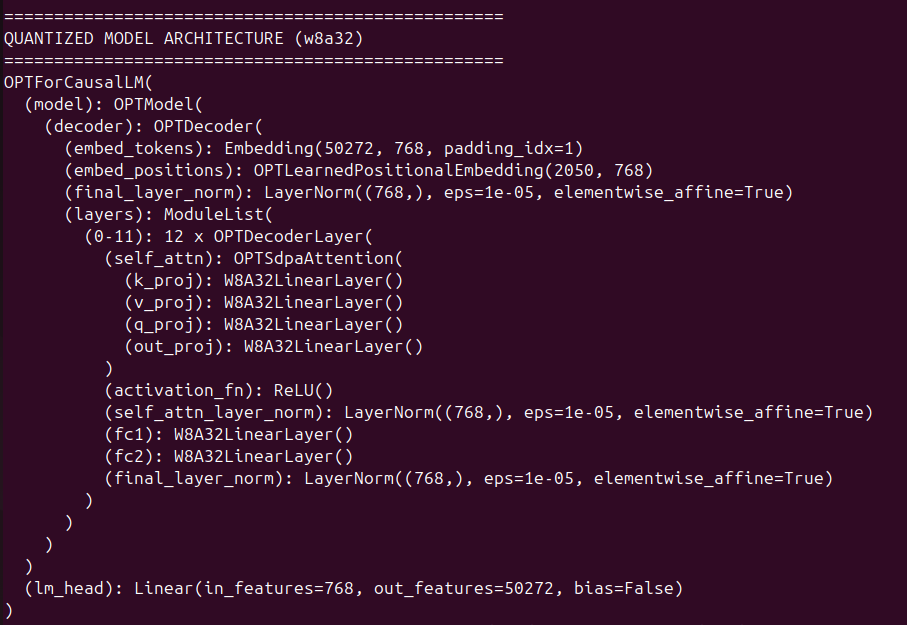 ==================================================
QUANTIZED MODEL ARCHITECTURE (w8a32)
==================================================
OPTForCausalLM(
  (model): OPTModel(
    (decoder): OPTDecoder(
      (embed_tokens): Embedding(50272, 768, padding_idx=1)
      (embed_positions): OPTLearnedPositionalEmbedding(2050, 768)
      (final_layer_norm): LayerNorm((768,), eps=1e-05, elementwise_affine=True)
      (layers): ModuleList(
        (0-11): 12 x OPTDecoderLayer(
          (self_attn): OPTSdpaAttention(
            (k_proj): W8A32LinearLayer()
            (v_proj): W8A32LinearLayer()
            (q_proj): W8A32LinearLayer()
            (out_proj): W8A32LinearLayer()
          )
          (activation_fn): ReLU()
          (self_attn_layer_norm): LayerNorm((768,), eps=1e-05, elementwise_affine=True)
          (fc1): W8A32LinearLayer()
          (fc2): W8A32LinearLayer()
          (final_layer_norm): LayerNorm((768,), eps=1e-05, elementwise_affine=True)
        )
      )
    )
  )
  (lm_head): Linear(in_features=768, out_features=50272, bias=False)
)